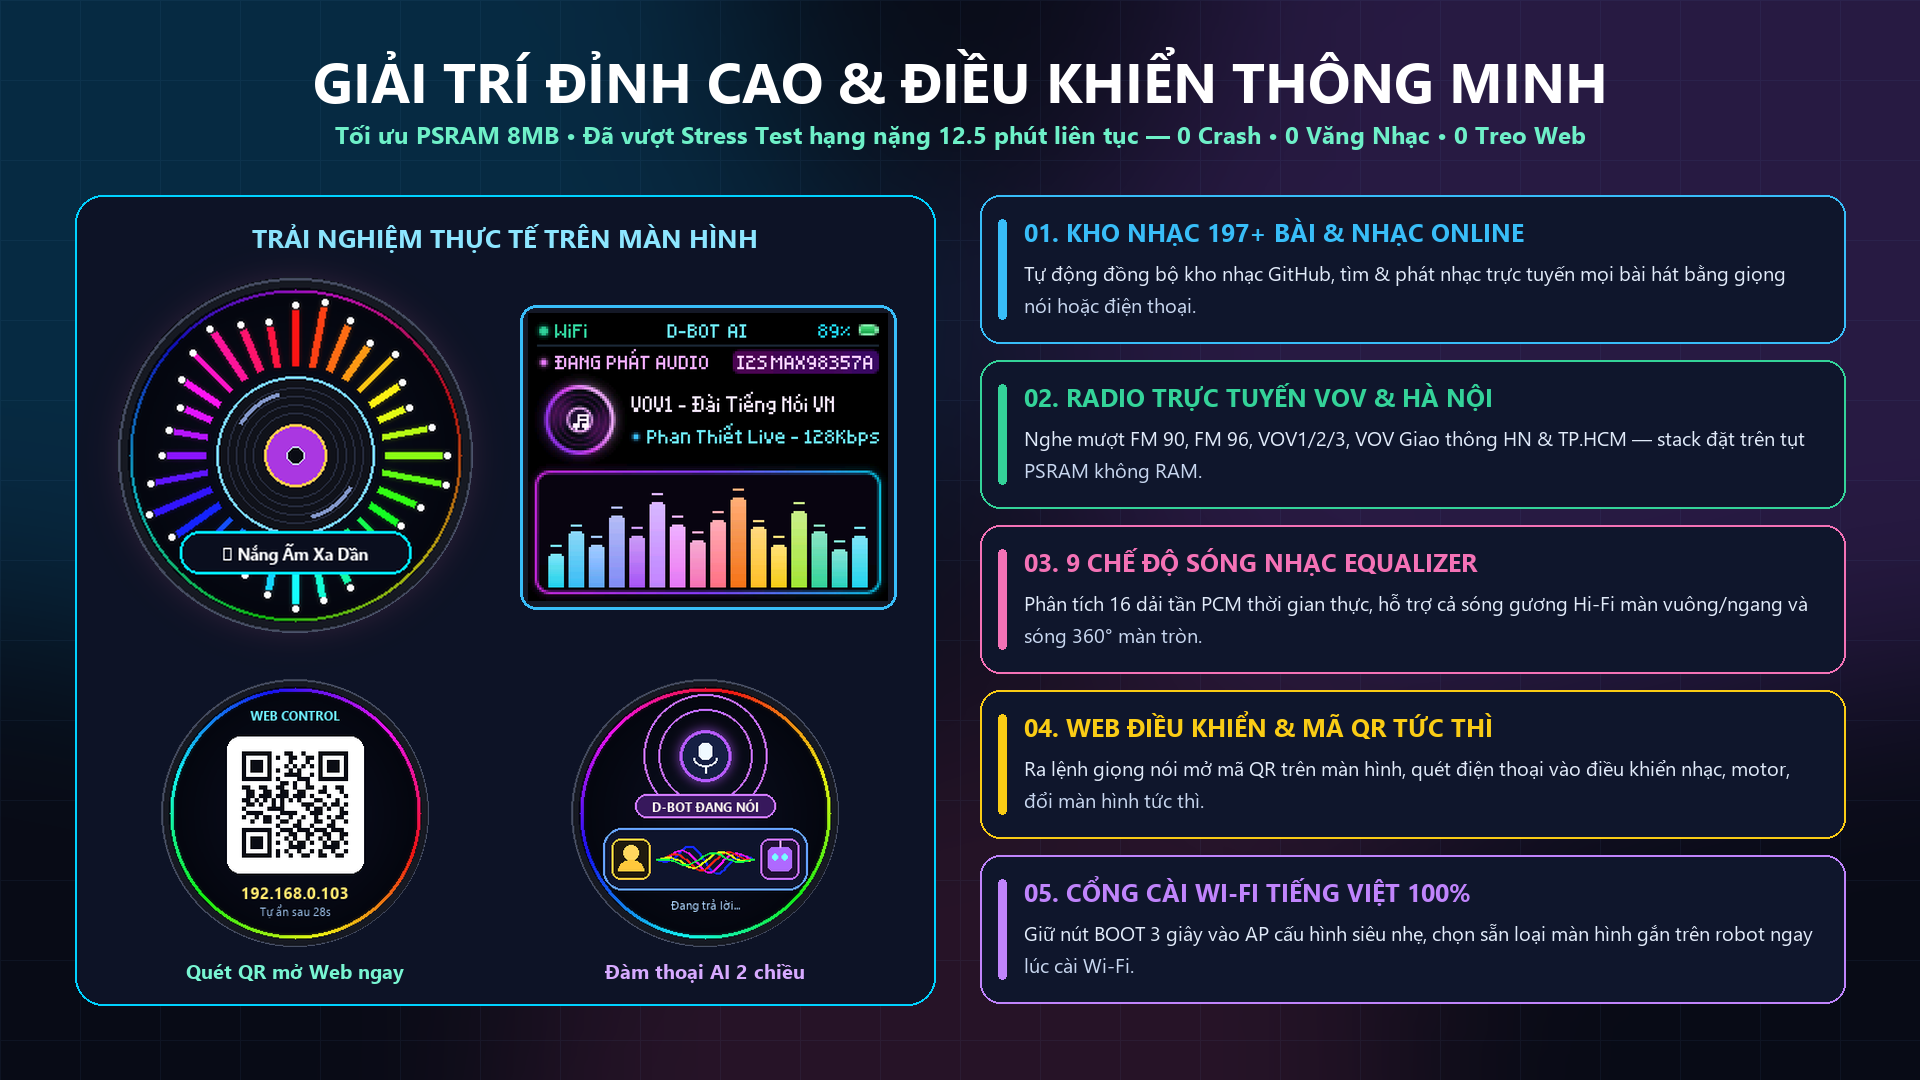 GIẢI TRÍ ĐỈNH CAO & ĐIỀU KHIỂN THÔNG MINH
Tối ưu PSRAM 8MB • Đã vượt Stress Test hạng nặng 12.5 phút liên tục — 0 Crash • 0 Văng Nhạc • 0 Treo Web
TRẢI NGHIỆM THỰC TẾ TRÊN MÀN HÌNH
Nắng Ấm Xa Dần
WiFi D-BOT AI 89%
ĐANG PHÁT AUDIO I2S MAX98357A
VOV1 - Đài Tiếng Nói VN
Phan Thiết Live - 128Kbps
WEB CONTROL
192.168.0.103
Tự ẩn sau 28s
Quét QR mở Web ngay
D-BOT ĐANG NÓI
Đang trả lời...
Đàm thoại AI 2 chiều
01. KHO NHẠC 197+ BÀI & NHẠC ONLINE
Tự động đồng bộ kho nhạc GitHub, tìm & phát nhạc trực tuyến mọi bài hát bằng giọng
nói hoặc điện thoại.
02. RADIO TRỰC TUYẾN VOV & HÀ NỘI
Nghe mượt FM 90, FM 96, VOV1/2/3, VOV Giao thông HN & TP.HCM — stack đặt trên tụt
PSRAM không RAM.
03. 9 CHẾ ĐỘ SÓNG NHẠC EQUALIZER
Phân tích 16 dải tần PCM thời gian thực, hỗ trợ cả sóng gương Hi-Fi màn vuông/ngang và
sóng 360° màn tròn.
04. WEB ĐIỀU KHIỂN & MÃ QR TỨC THÌ
Ra lệnh giọng nói mở mã QR trên màn hình, quét điện thoại vào điều khiển nhạc, motor,
đổi màn hình tức thì.
05. CỔNG CÀI WI-FI TIẾNG VIỆT 100%
Giữ nút BOOT 3 giây vào AP cấu hình siêu nhẹ, chọn sẵn loại màn hình gắn trên robot ngay
lúc cài Wi-Fi.